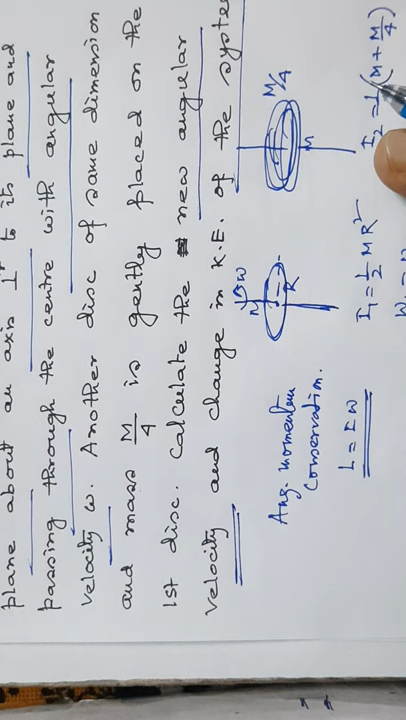 plane about an axis ⊥r to its plane and
passing through the centre with angular
velocity ω. Another disc of same dimension
and mass M/4 is gently placed on the
1st disc. Calculate the new angular
velocity and change in K.E. of the system
M/4
M
ω
M
R
Ang. momentum
Conservation.
L = I ω
I₁ = 1/2 M R²
I₂ = 1/2 (M + M/4)